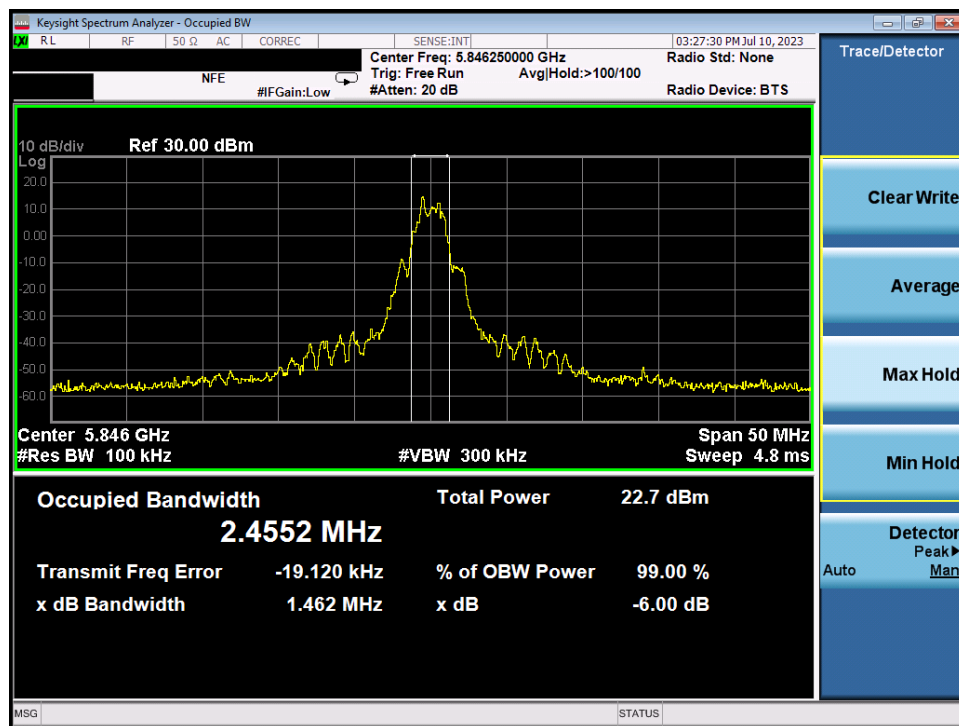 Keysight Spectrum Analyzer - Occupied BW
LXI RL RF 50 Ω AC CORREC SENSE:INT 03:27:30 PM Jul 10, 2023
Center Freq: 5.846250000 GHz Radio Std: None
NFE Trig: Free Run Avg|Hold:>100/100
#IFGain:Low #Atten: 20 dB Radio Device: BTS
10 dB/div Ref 30.00 dBm
Log
20.0
10.0
0.00
-10.0
-20.0
-30.0
-40.0
-50.0
-60.0
Center 5.846 GHz Span 50 MHz
#Res BW 100 kHz #VBW 300 kHz Sweep 4.8 ms
Occupied Bandwidth Total Power 22.7 dBm
2.4552 MHz
Transmit Freq Error -19.120 kHz % of OBW Power 99.00 %
x dB Bandwidth 1.462 MHz x dB -6.00 dB
MSG STATUS
Trace/Detector
Clear Write
Average
Max Hold
Min Hold
Detector
Peak▶
Auto Man